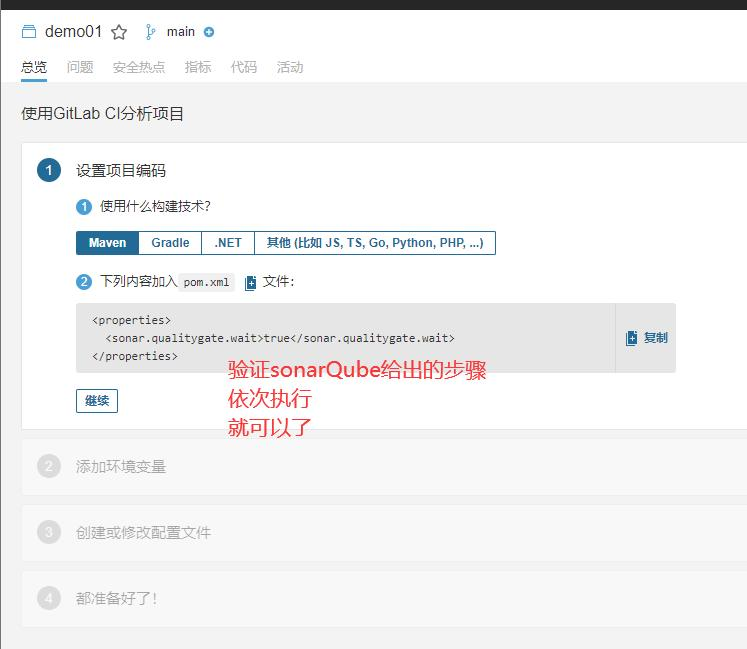 demo01 main
总览 问题 安全热点 指标 代码 活动
使用GitLab CI分析项目
1 设置项目编码
1 使用什么构建技术?
Maven Gradle .NET 其他 (比如 JS, TS, Go, Python, PHP, ...)
2 下列内容加入 pom.xml 文件:
<properties>
<sonar.qualitygate.wait>true</sonar.qualitygate.wait>
</properties>
复制
验证sonarQube给出的步骤
依次执行
就可以了
继续
2 添加环境变量
3 创建或修改配置文件
4 都准备好了!